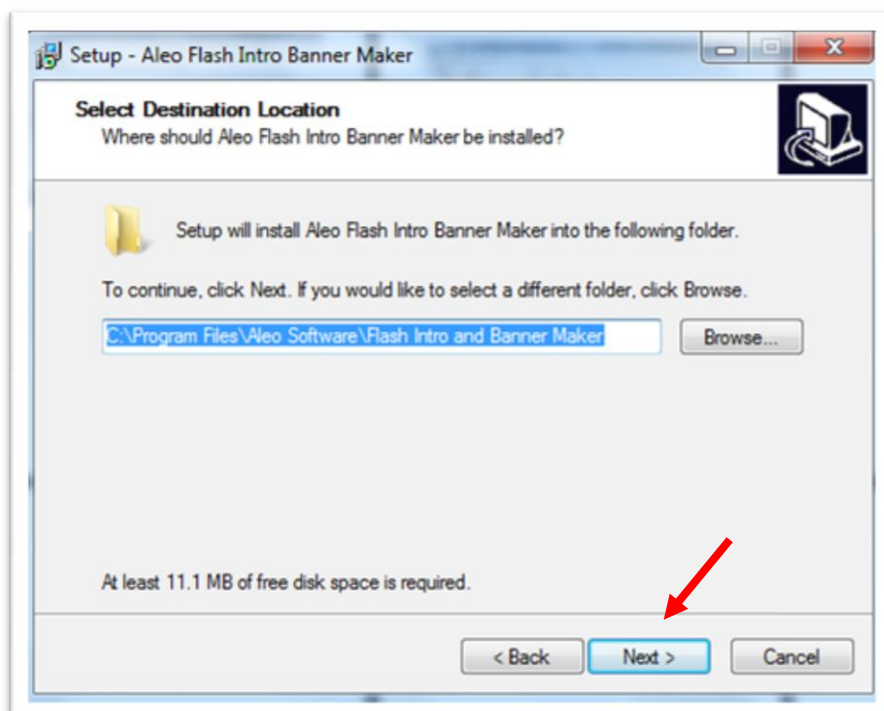 Setup - Aleo Flash Intro Banner Maker
Select Destination Location
Where should Aleo Flash Intro Banner Maker be installed?
Setup will install Aleo Flash Intro Banner Maker into the following folder.
To continue, click Next. If you would like to select a different folder, click Browse.
C:\Program Files\Aleo Software\Flash Intro and Banner Maker
Browse...
At least 11.1 MB of free disk space is required.
< Back
Next >
Cancel